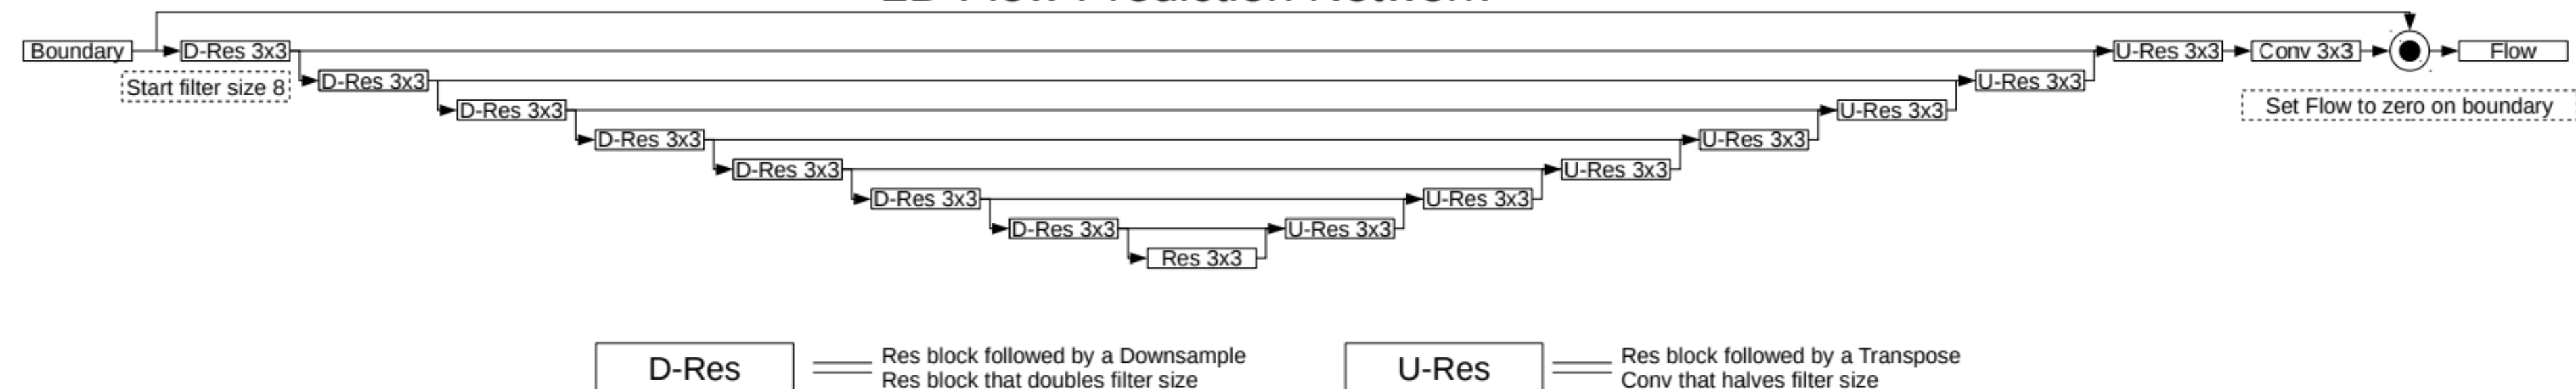 Boundary
D-Res 3x3
U-Res 3x3
Conv 3x3
Flow
Start filter size 8
D-Res 3x3
U-Res 3x3
Set Flow to zero on boundary
D-Res 3x3
U-Res 3x3
D-Res 3x3
U-Res 3x3
D-Res 3x3
U-Res 3x3
D-Res 3x3
U-Res 3x3
D-Res 3x3
U-Res 3x3
Res 3x3
D-Res
Res block followed by a Downsample
Res block that doubles filter size
U-Res
Res block followed by a Transpose
Conv that halves filter size